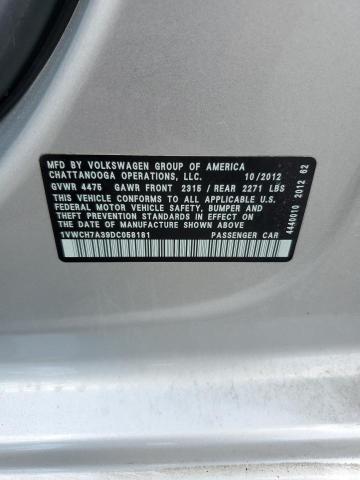 MFD BY VOLKSWAGEN GROUP OF AMERICA
CHATTANOOGA OPERATIONS, LLC. 10/2012
GVWR 4475 GAWR FRONT 2315 / REAR 2271 LBS
THIS VEHICLE CONFORMS TO ALL APPLICABLE U.S.
FEDERAL MOTOR VEHICLE SAFETY, BUMPER AND
THEFT PREVENTION STANDARDS IN EFFECT ON THE
DATE OF MANUFACTURE SHOWN ABOVE.
1VWCH7A39DC058181 PASSENGER CAR
4440010 2012 62